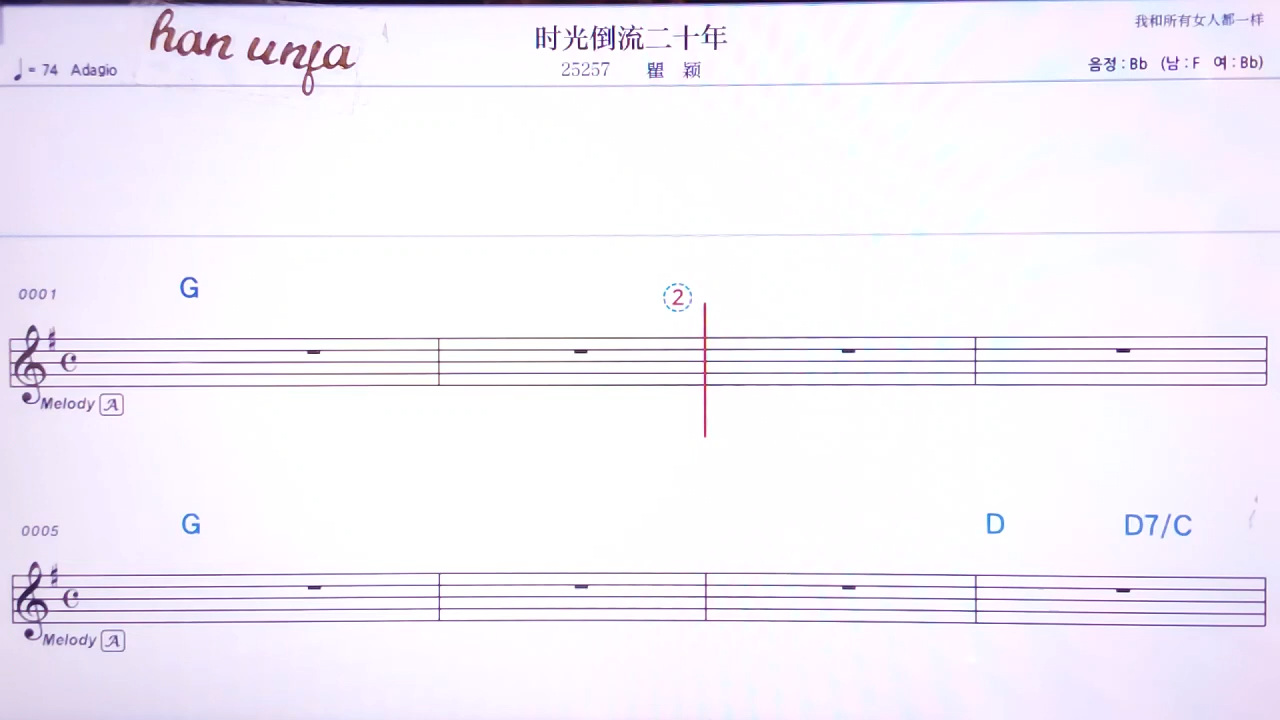 han unfa
时光倒流二十年
我和所有女人都一样
♩= 74 Adagio
25257 瞿 颖
음정 : Bb (남 : F 여 : Bb)
0001 G ②
Melody A
0005 G D D7/C
Melody A